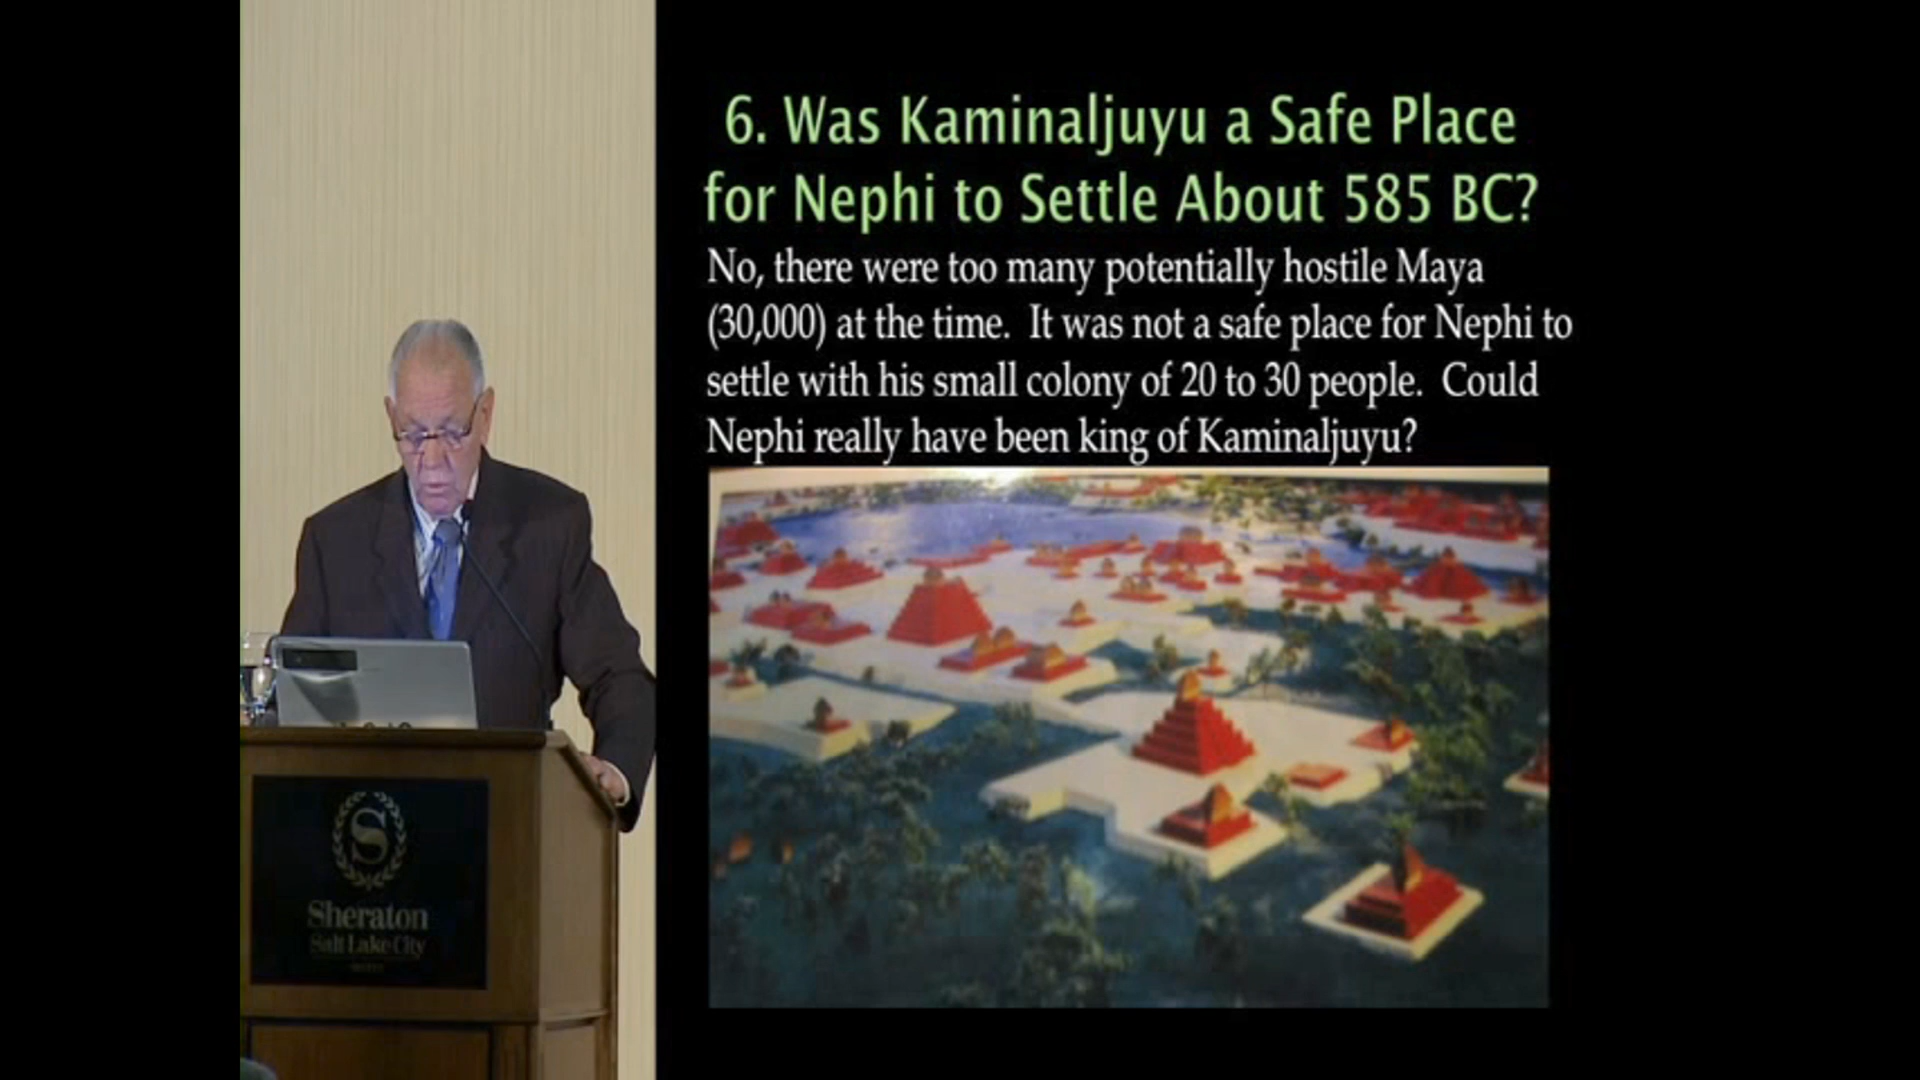 6. Was Kaminaljuyu a Safe Place
for Nephi to Settle About 585 BC?
No, there were too many potentially hostile Maya
(30,000) at the time.  It was not a safe place for Nephi to
settle with his small colony of 20 to 30 people.  Could
Nephi really have been king of Kaminaljuyu?
S
Sheraton
Salt Lake City